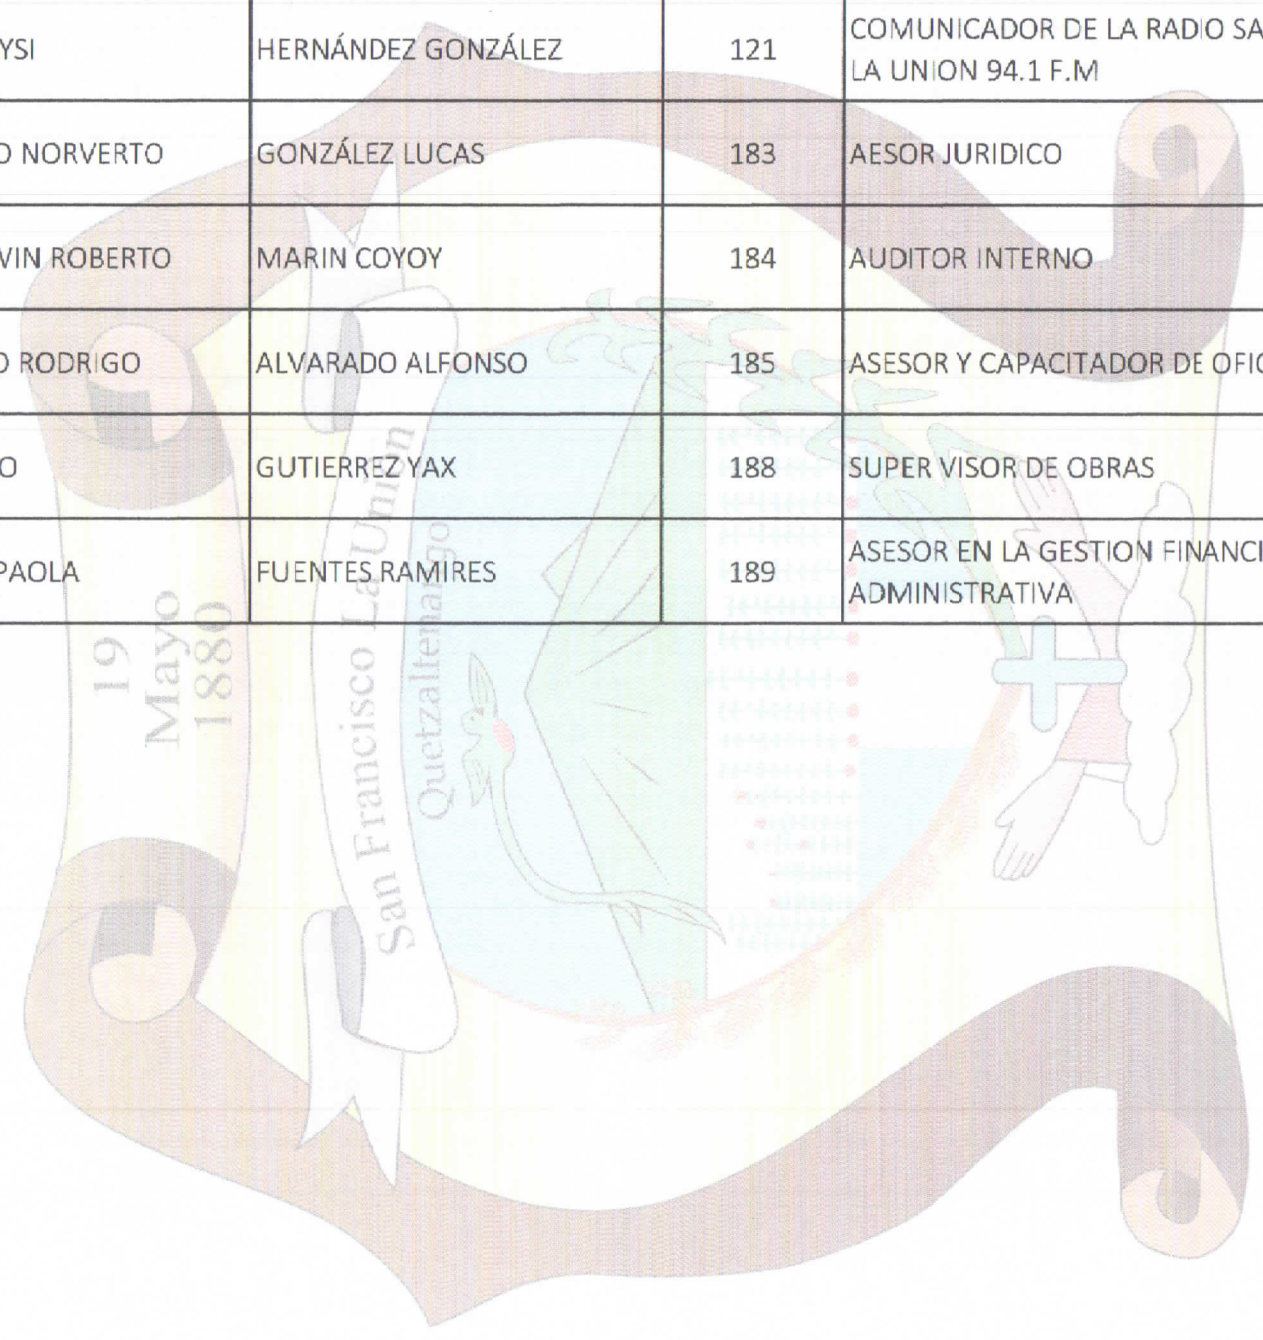 YSI HERNÁNDEZ GONZÁLEZ 121 COMUNICADOR DE LA RADIO SA
LA UNION 94.1 F.M
O NORVERTO GONZÁLEZ LUCAS 183 AESOR JURIDICO
VIN ROBERTO MARIN COYOY 184 AUDITOR INTERNO
O RODRIGO ALVARADO ALFONSO 185 ASESOR Y CAPACITADOR DE OFIC
O GUTIERREZ YAX 188 SUPER VISOR DE OBRAS
PAOLA FUENTES RAMIRES 189 ASESOR EN LA GESTION FINANCI
ADMINISTRATIVA
19
Mayo
1880
San Francisco La Unión
Quetzaltenango